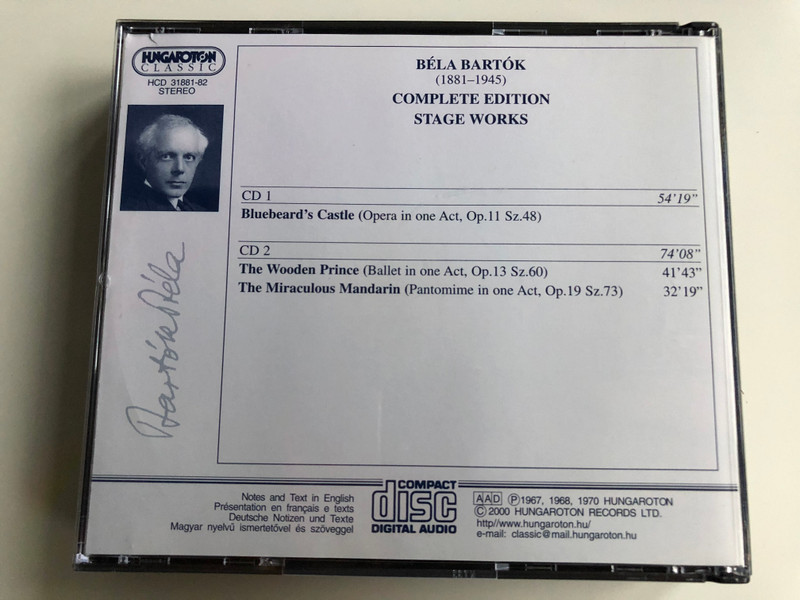 HUNGAROTON
CLASSIC
HCD 31881-82
STEREO
BÉLA BARTÓK
(1881–1945)
COMPLETE EDITION
STAGE WORKS
CD 1 54'19"
Bluebeard's Castle (Opera in one Act, Op.11 Sz.48)
CD 2 74'08"
The Wooden Prince (Ballet in one Act, Op.13 Sz.60) 41'43"
The Miraculous Mandarin (Pantomime in one Act, Op.19 Sz.73) 32'19"
Bartók Béla
Notes and Text in English
Présentation en français e texts
Deutsche Notizen und Texte
Magyar nyelvű ismertetővel és szöveggel
COMPACT
disc
DIGITAL AUDIO
AAD Ⓟ1967, 1968, 1970 HUNGAROTON
©2000 HUNGAROTON RECORDS LTD.
http//www.hungaroton.hu/
e-mail: classic@mail.hungaroton.hu